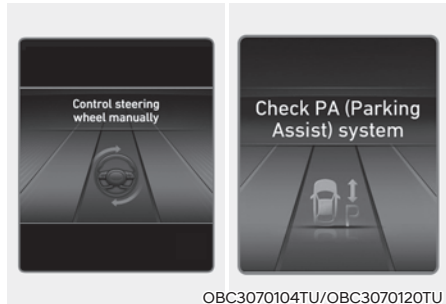 Control steering
wheel manually
Check PA (Parking
Assist) system
P
OBC3070104TU/OBC3070120TU